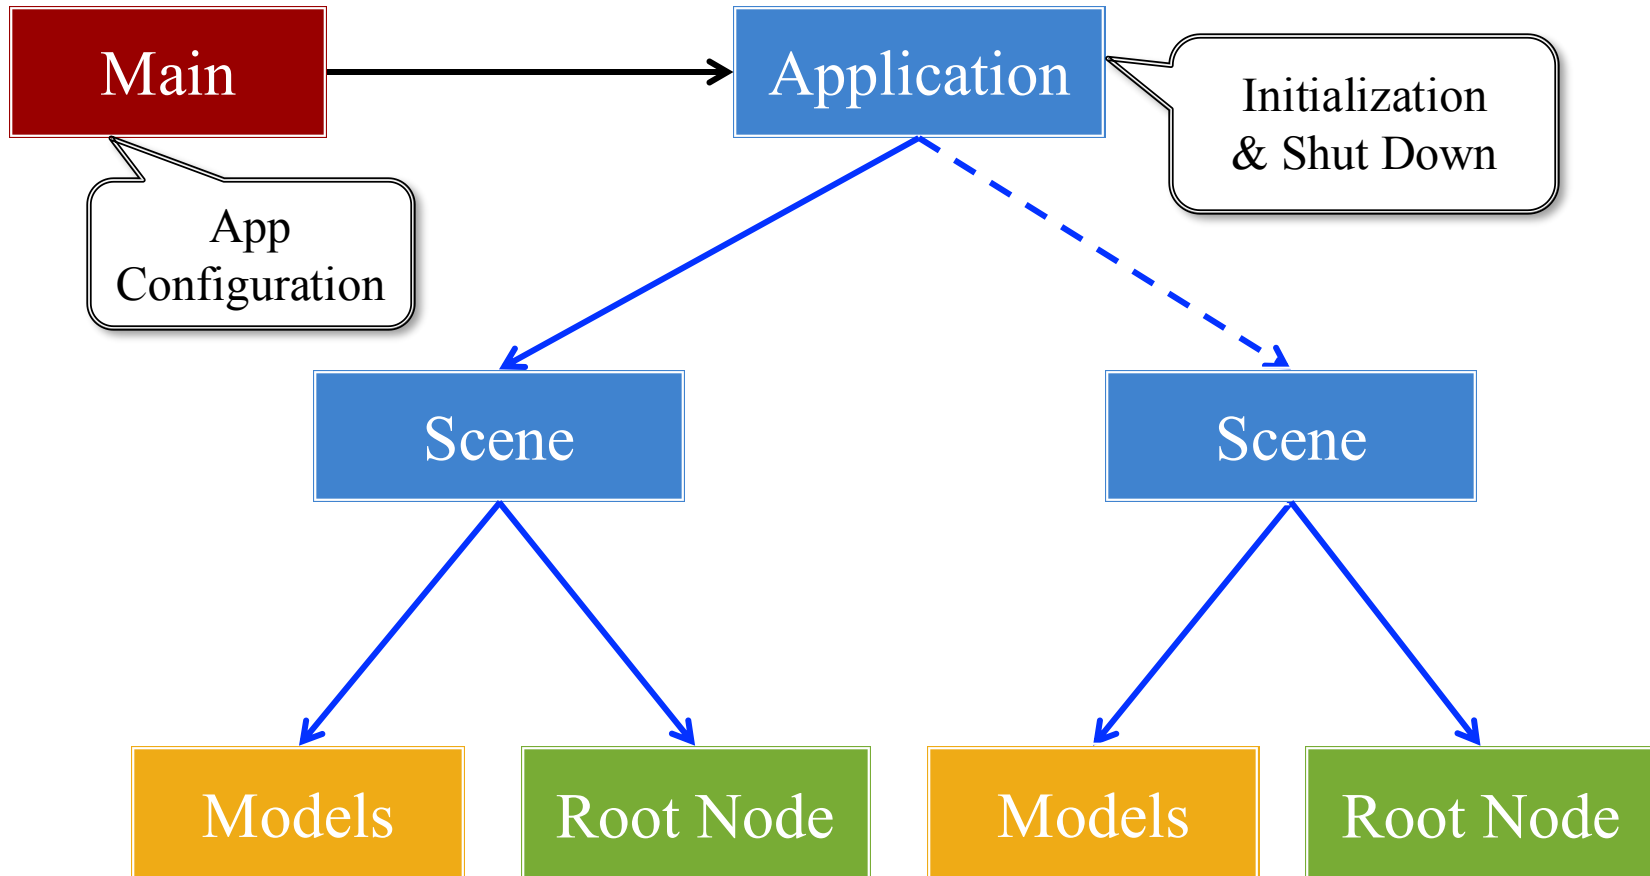 Main
Application
Initialization
& Shut Down
App
Configuration
Scene
Scene
Models
Root Node
Models
Root Node